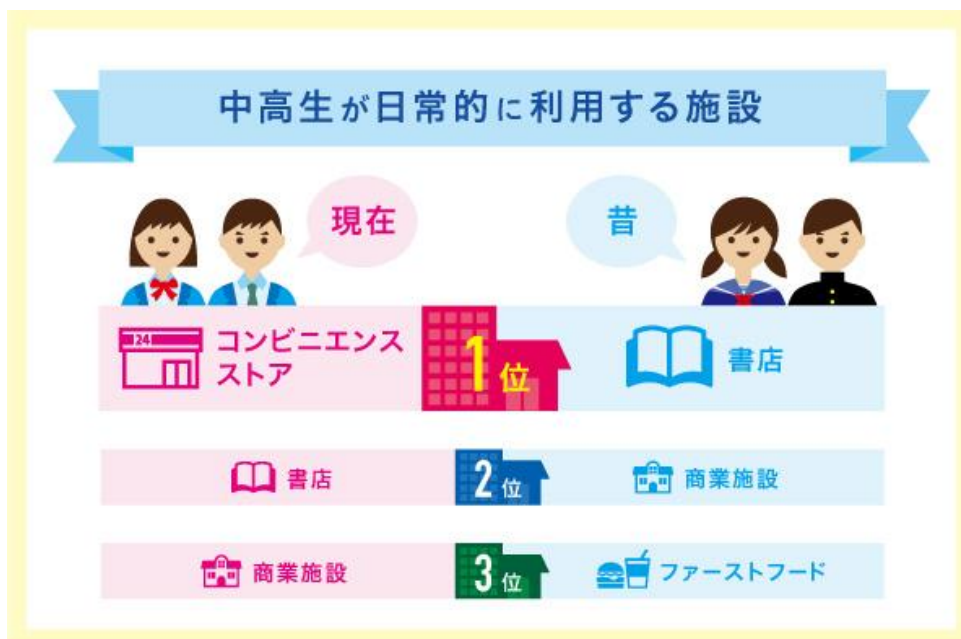 中高生が日常的に利用する施設
現在
昔
24
コンビニエンス
ストア
1位
書店
書店
2位
商業施設
商業施設
3位
ファーストフード